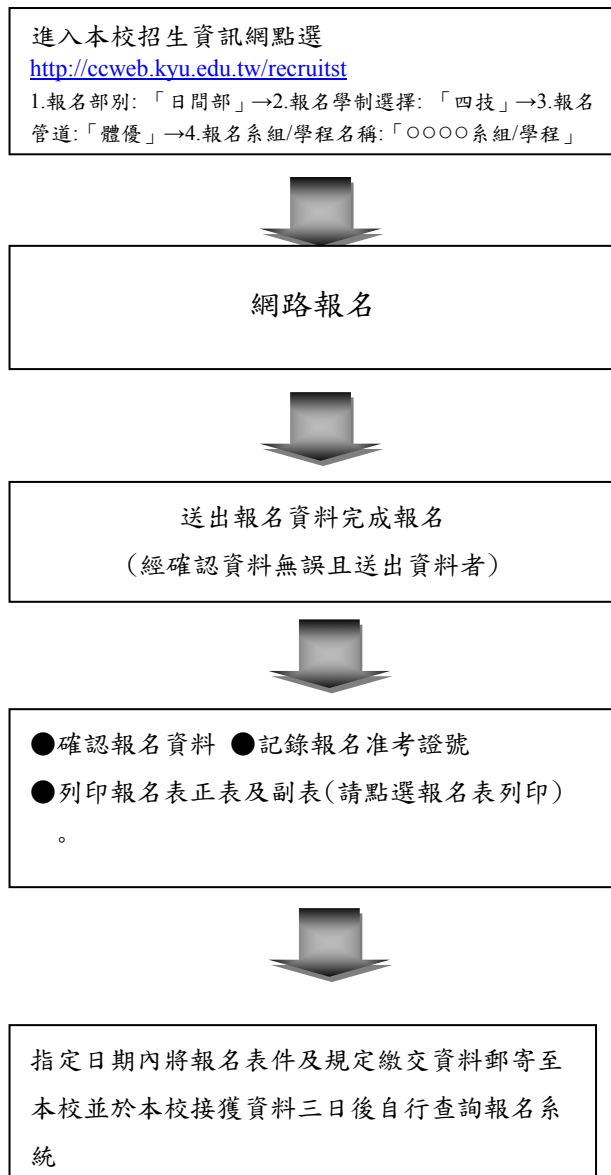 進入本校招生資訊網點選
http://ccweb.kyu.edu.tw/recruitst
1.報名部別: 「日間部」→2.報名學制選擇: 「四技」→3.報名
管道:「體優」→4.報名系組/學程名稱:「○○○○系組/學程」
網路報名
送出報名資料完成報名
(經確認資料無誤且送出資料者)
●確認報名資料 ●記錄報名准考證號
●列印報名表正表及副表(請點選報名表列印)
。
指定日期內將報名表件及規定繳交資料郵寄至
本校並於本校接獲資料三日後自行查詢報名系
統